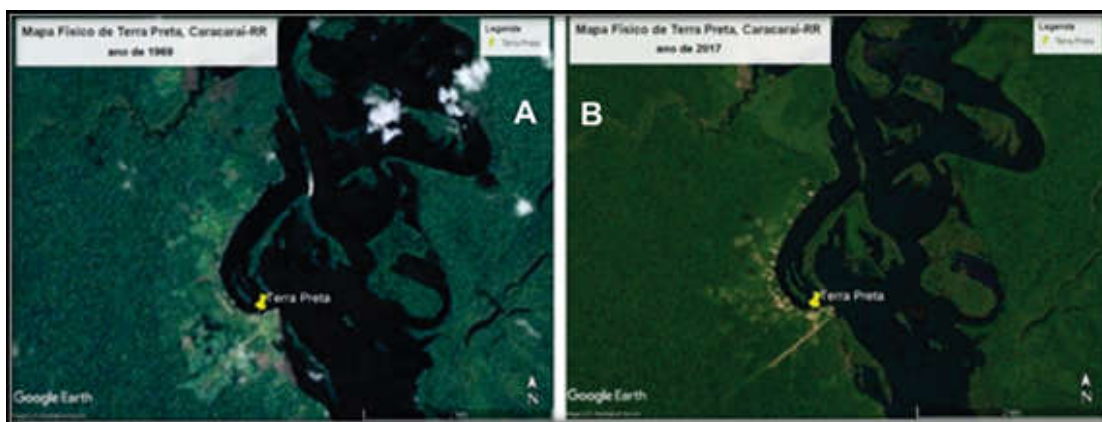 Mapa Físico de Terra Preta, Caracaraí-RR
ano de 1969
Legenda
Terra Preta
A
Terra Preta
Google Earth
N
Mapa Físico de Terra Preta, Caracaraí-RR
ano de 2017
Legenda
Terra Preta
B
Terra Preta
Google Earth
N